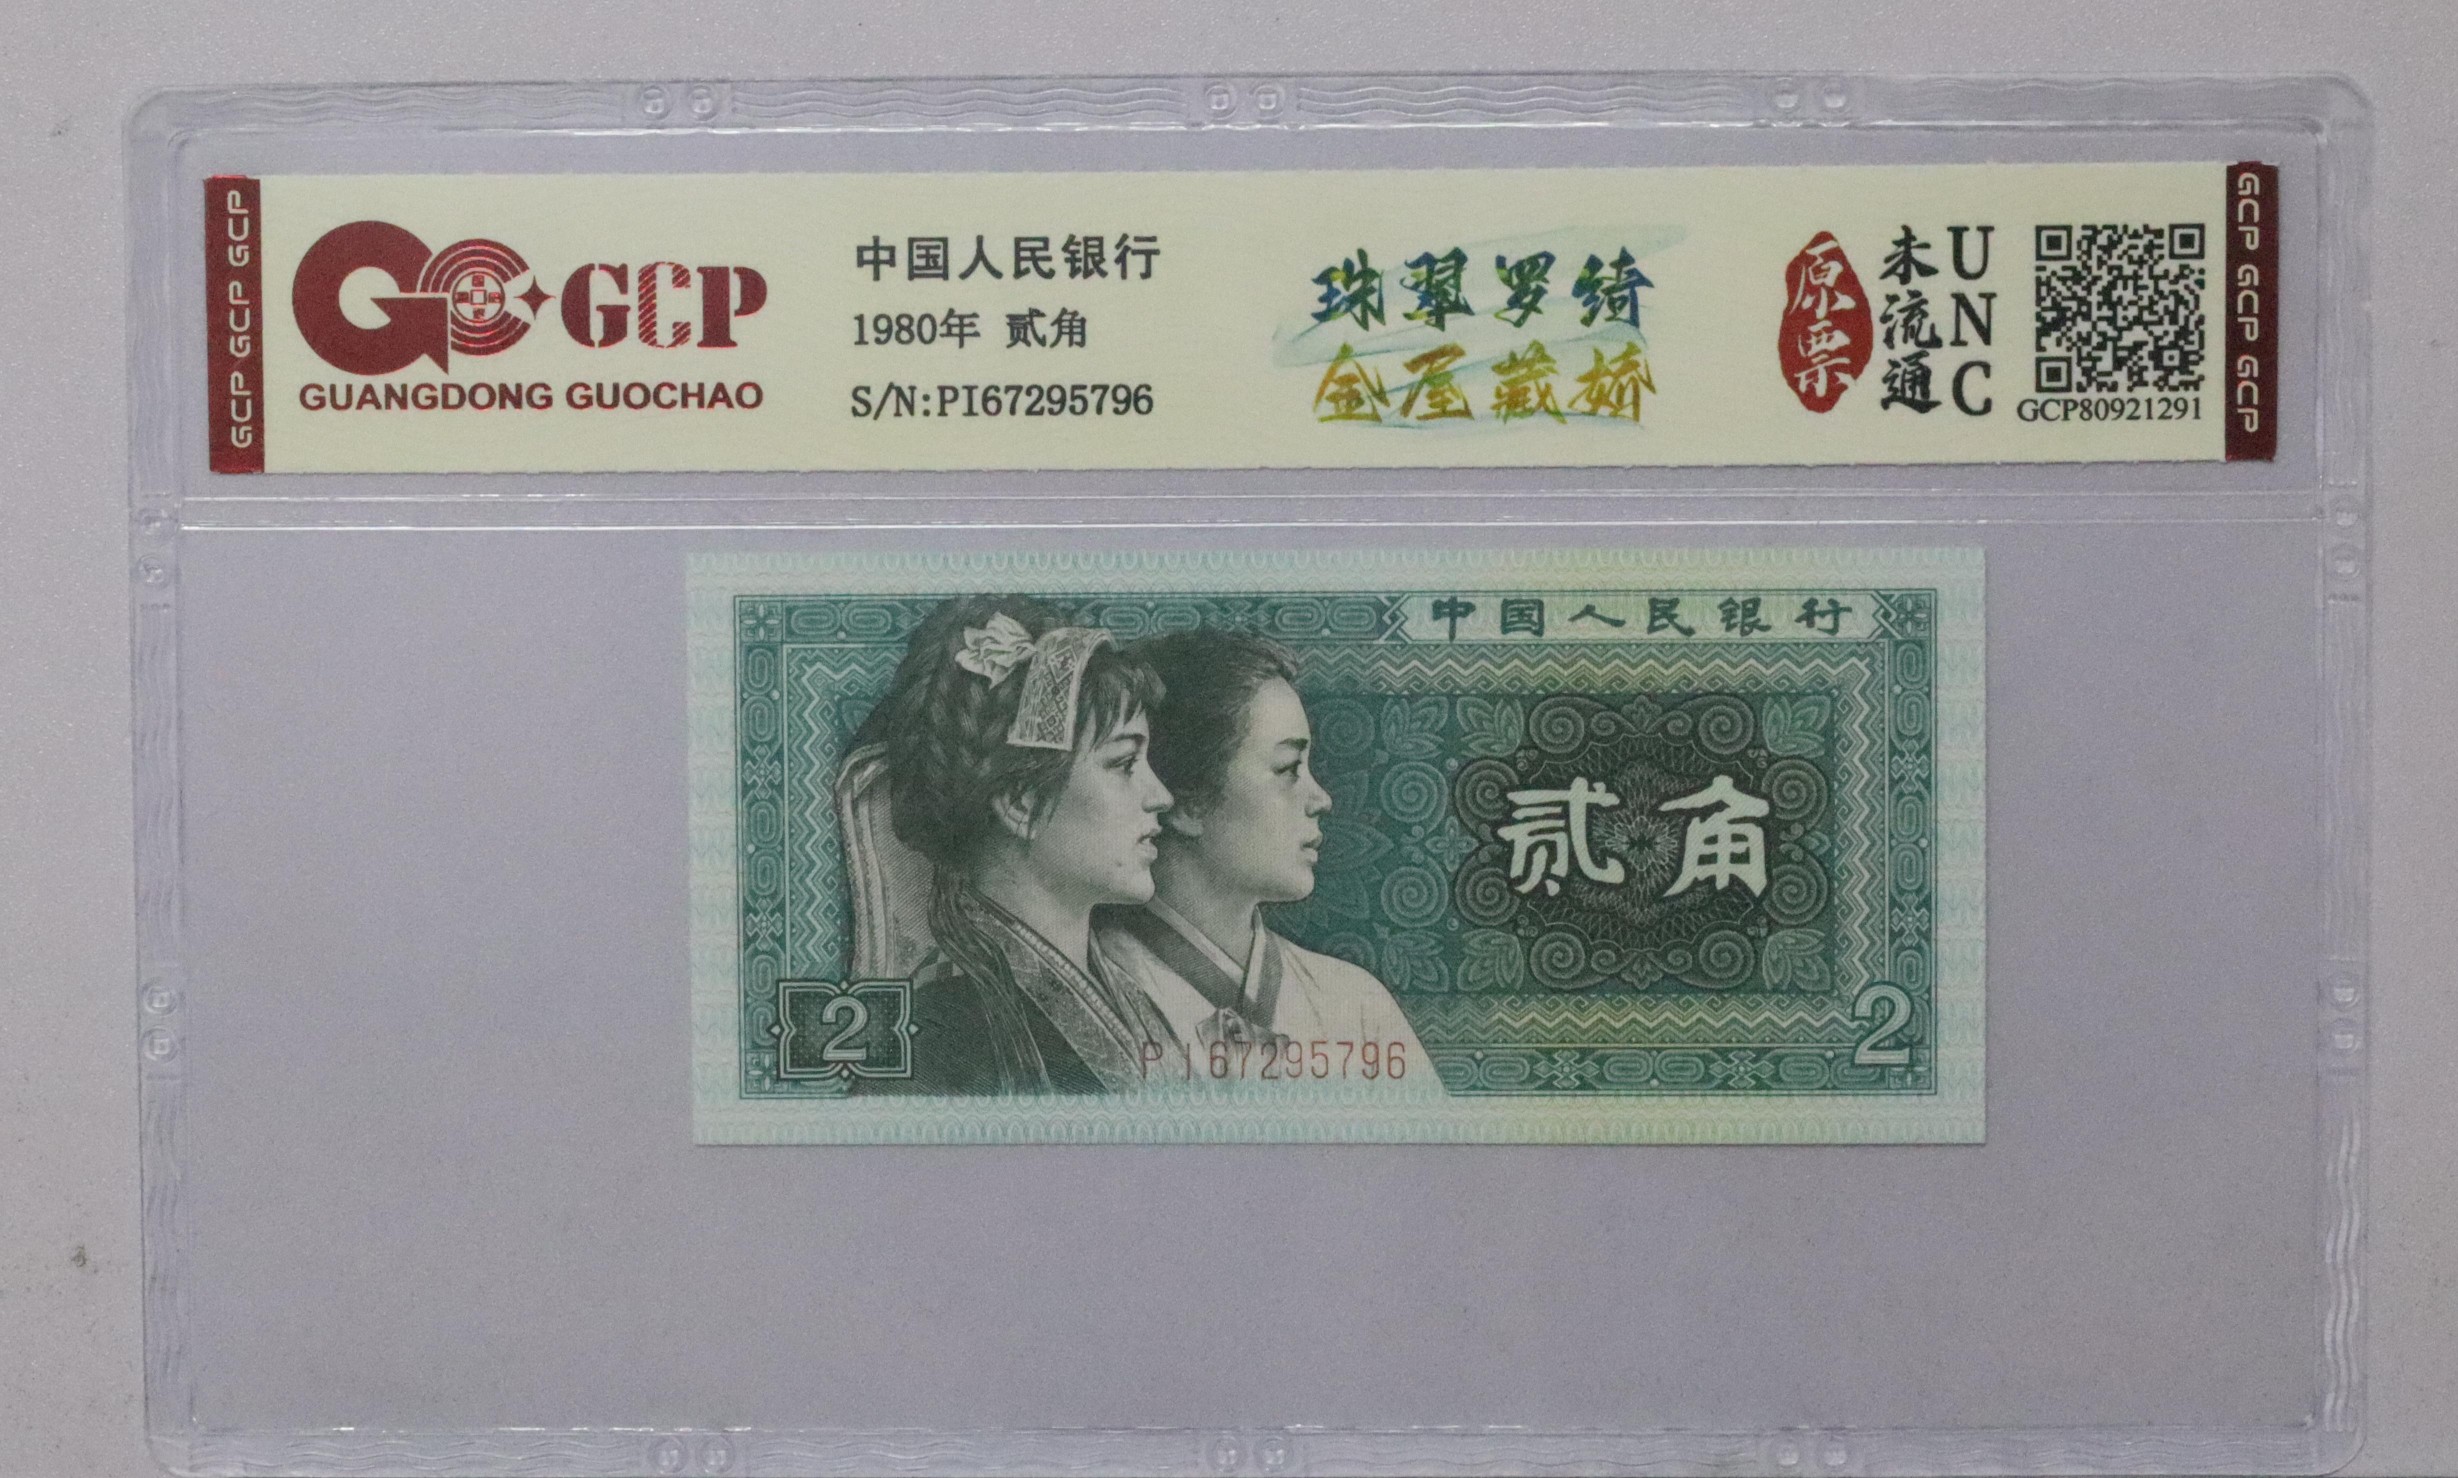 GCP GCP GCP GCP
GCP
GUANGDONG GUOCHAO
中国人民银行
1980年 贰角
S/N:PI67295796
珠翠罗绮
金屋藏娇
原票
未流通
UNC
GCP80921291
GCP GCP GCP GCP
中国人民银行
贰角
2
2
PI67295796